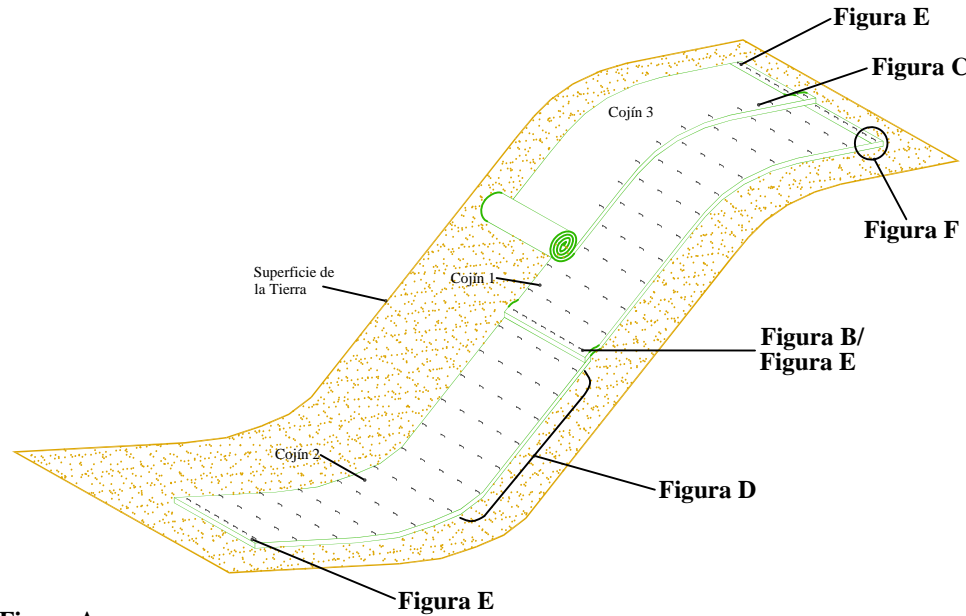 Figura E
Figura C
Cojín 3
Figura F
Superficie de
la Tierra
Cojín 1
Figura B/
Figura E
Cojín 2
Figura D
Figura E